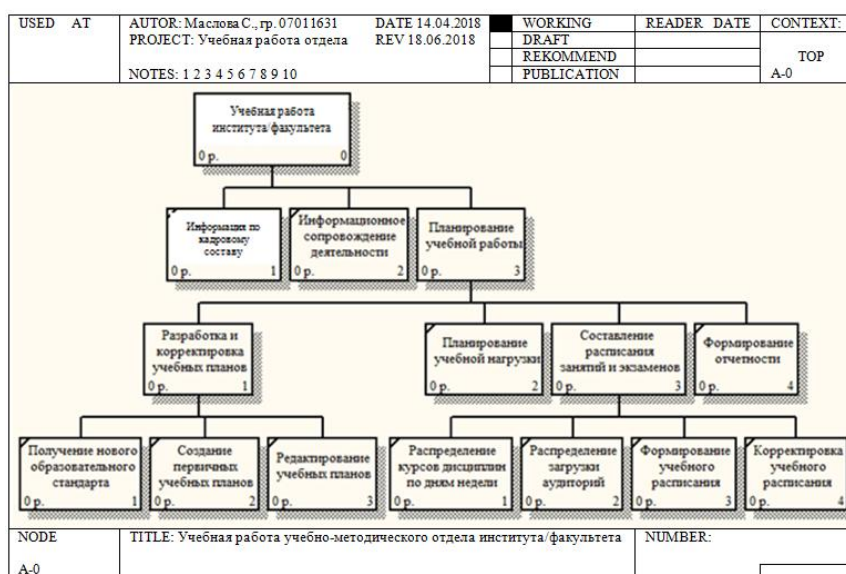 USED AT
AUTOR: Маслова С., гр. 07011631 DATE 14.04.2018
PROJECT: Учебная работа отдела REV 18.06.2018
NOTES: 1 2 3 4 5 6 7 8 9 10
WORKING
DRAFT
REKOMMEND
PUBLICATION
READER DATE
CONTEXT:
TOP
A-0
Учебная работа
института/факультета
0 р. 0
Информация по
кадровому
составу
0 р. 1
Информационное
сопровождение
деятельности
0 р. 2
Планирование
учебной работы
0 р. 3
Разработка и
корректировка
учебных планов
0 р. 1
Планирование
учебной нагрузки
0 р. 2
Составление
расписания
занятий и экзаменов
0 р. 3
Формирование
отчетности
0 р. 4
Получение нового
образовательного
стандарта
0 р. 1
Создание
первичных
учебных планов
0 р. 2
Редактирование
учебных планов
0 р. 3
Распределение
курсов дисциплин
по дням недели
0 р. 1
Распределение
загрузки
аудиторий
0 р. 2
Формирование
учебного
расписания
0 р. 3
Корректировка
учебного
расписания
0 р. 4
NODE
A-0
TITLE: Учебная работа учебно-методического отдела института/факультета
NUMBER: